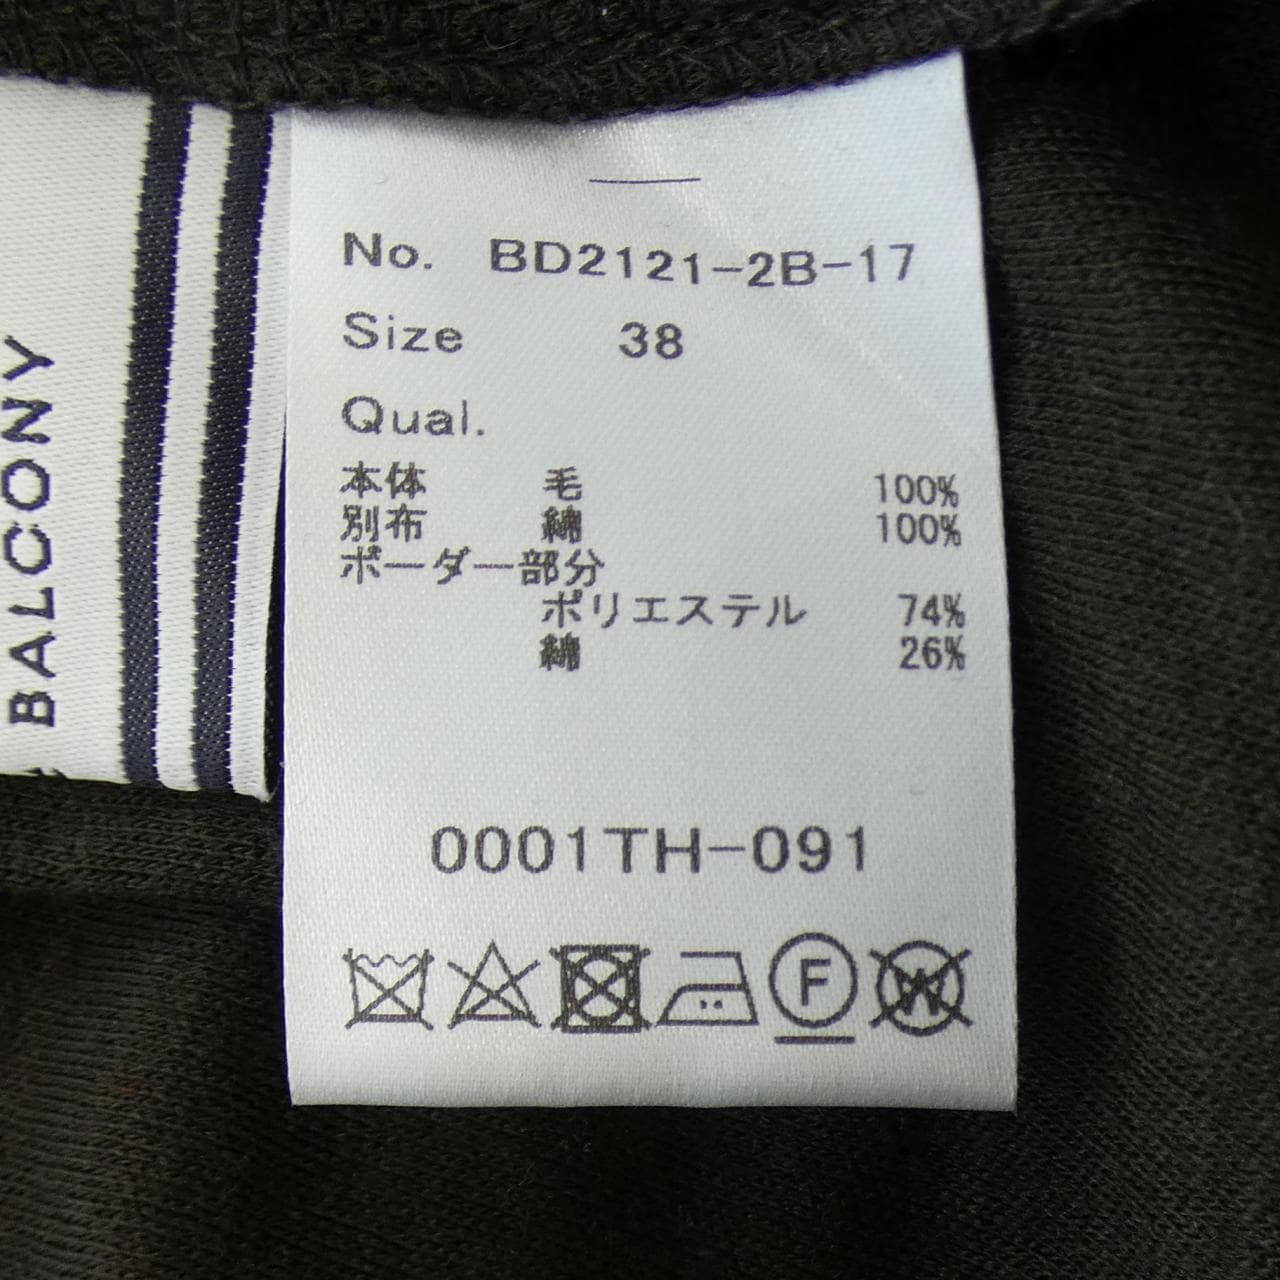 BALCONY
No. BD2121-2B-17
Size 38
Qual.
本体 毛 100%
別布 綿 100%
ボーダー部分
ポリエステル 74%
綿 26%
0001TH-091
F
W